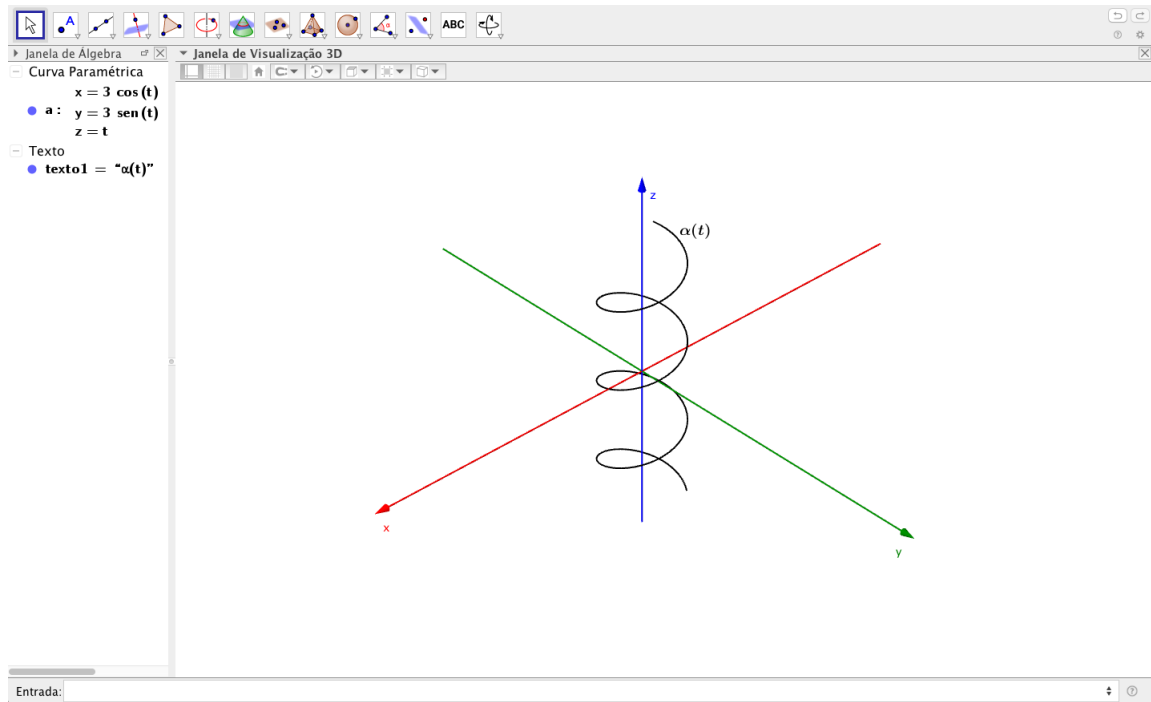 ABC
Janela de Álgebra
Janela de Visualização 3D
Curva Paramétrica
x = 3 cos (t)
a : y = 3 sen (t)
z = t
Texto
texto1 = “α(t)”
z
α(t)
x
y
Entrada: